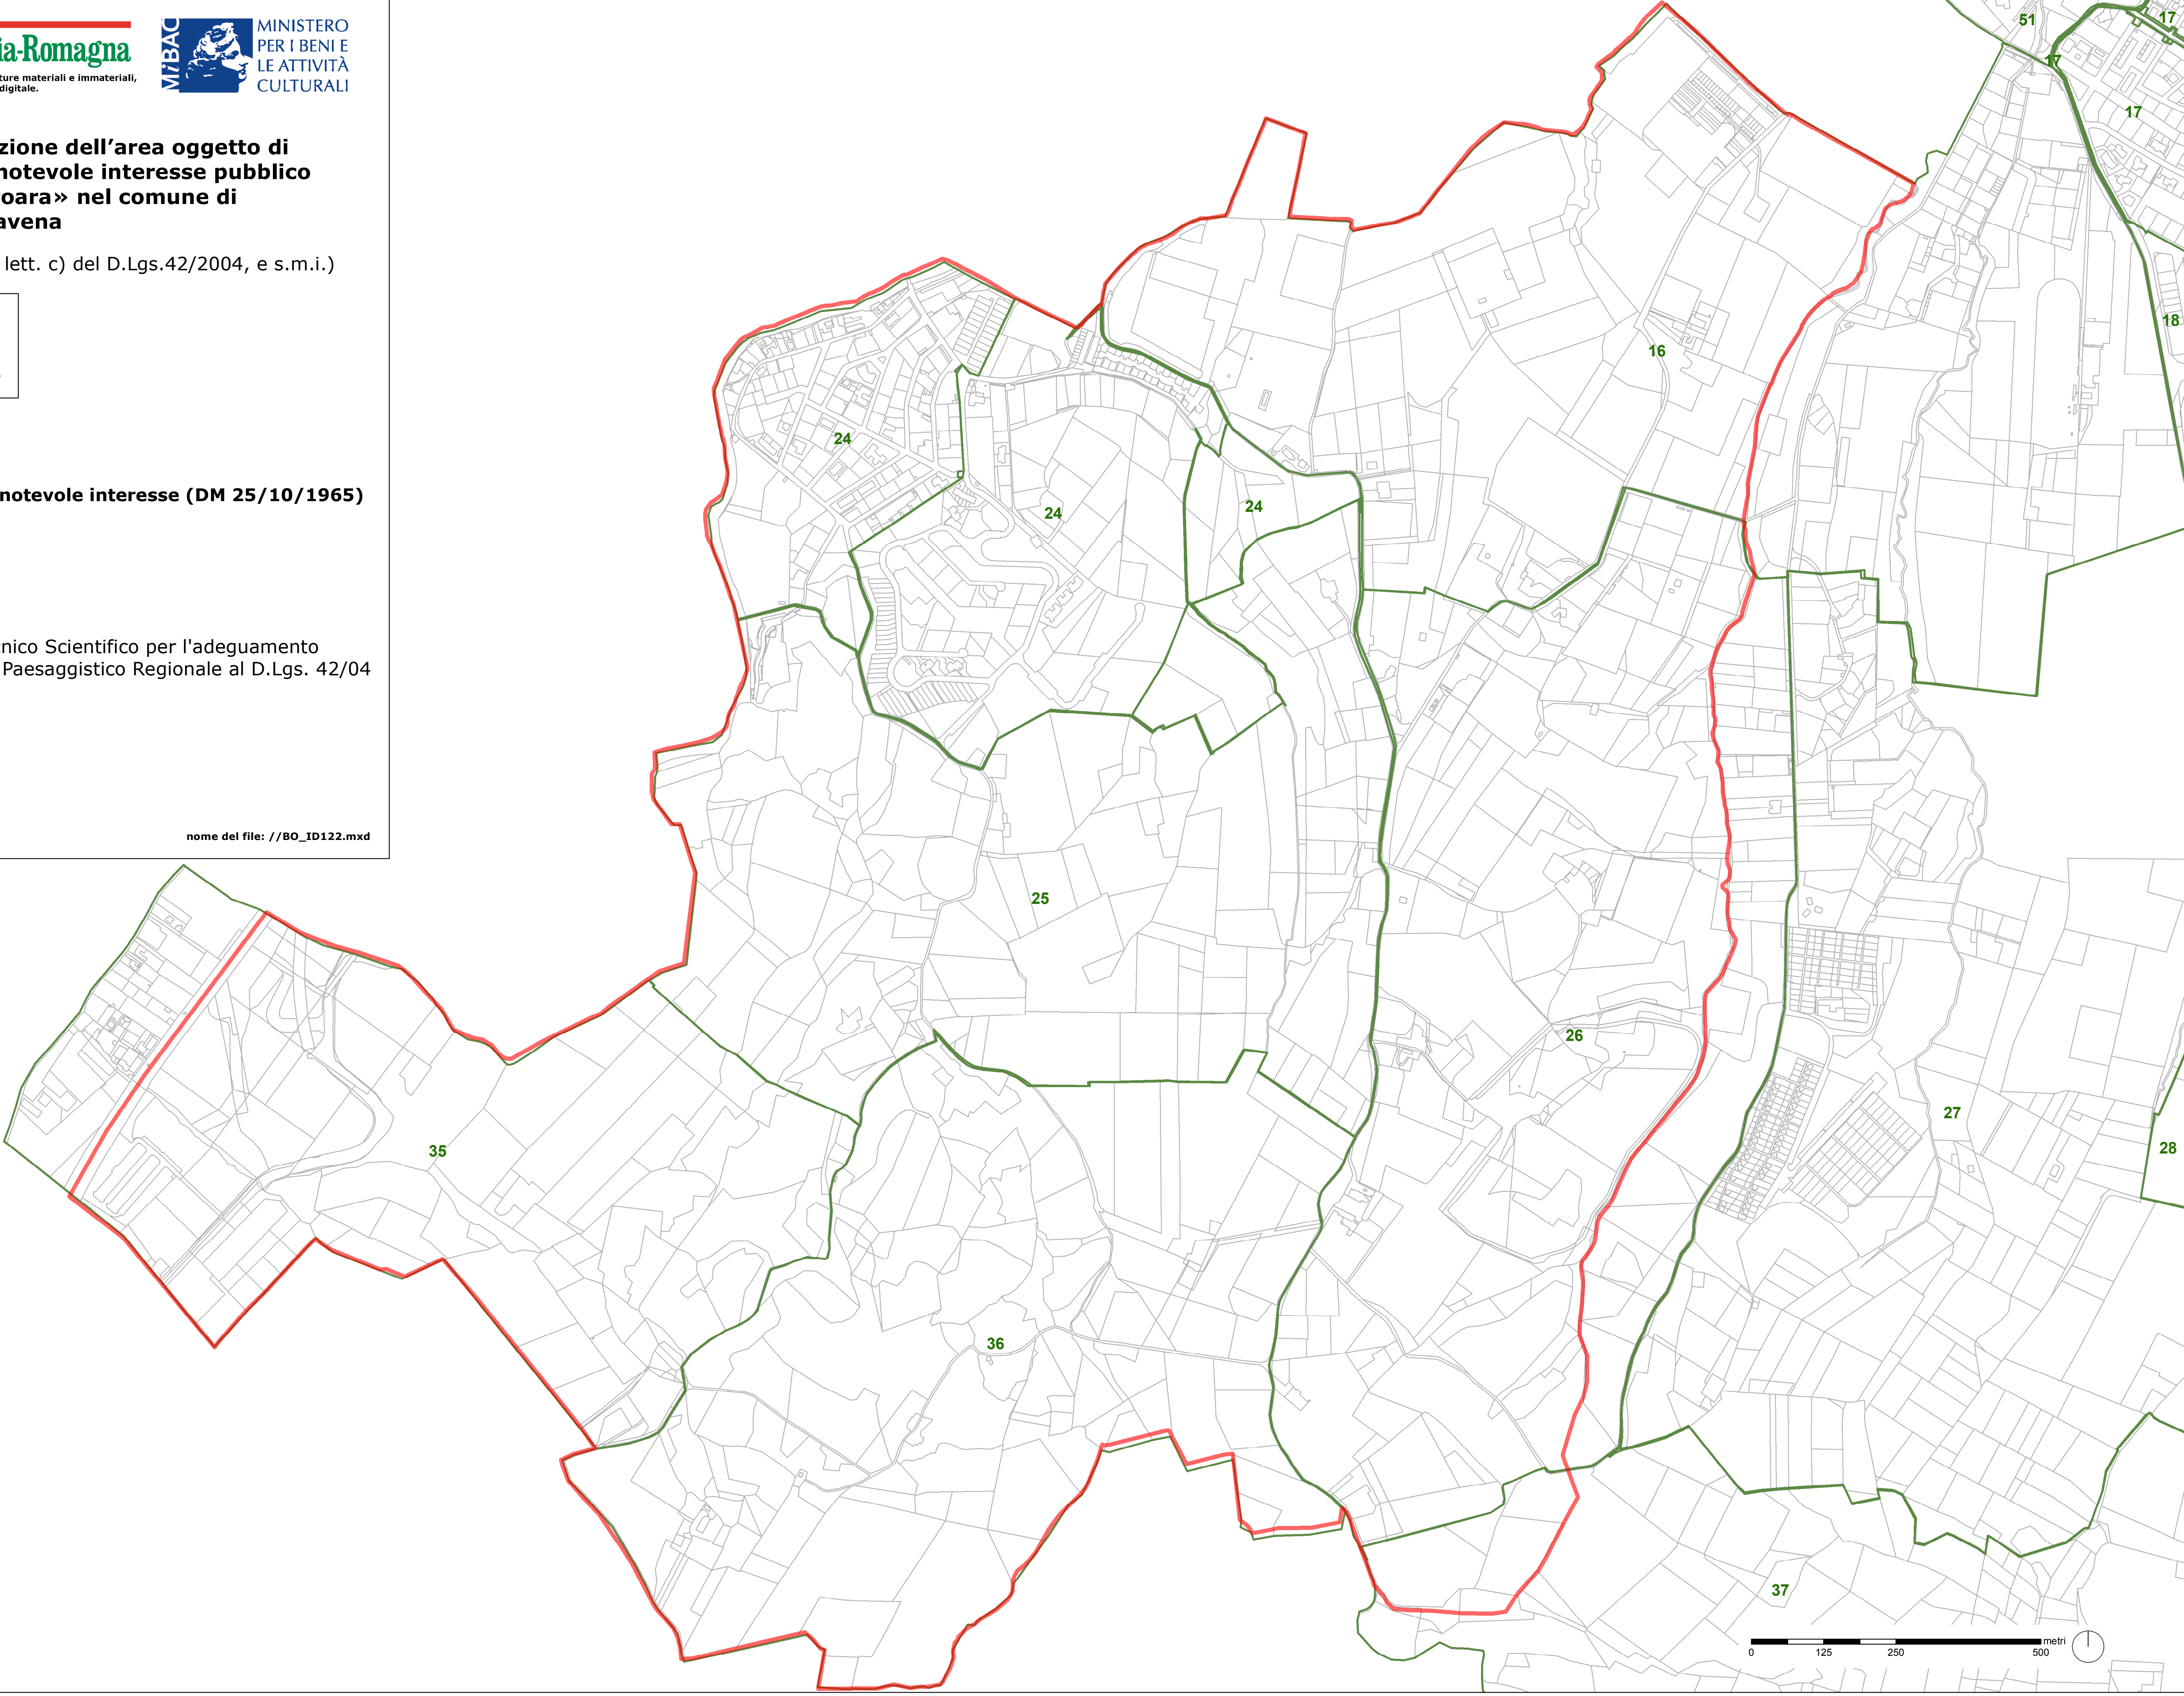 ia-Romagna
ture materiali e immateriali,
digitale.
MiBAC
MINISTERO
PER I BENI E
LE ATTIVITÀ
CULTURALI
zione dell’area oggetto di
notevole interesse pubblico
roara» nel comune di
avena
lett. c) del D.Lgs.42/2004, e s.m.i.)
notevole interesse (DM 25/10/1965)
nico Scientifico per l'adeguamento
Paesaggistico Regionale al D.Lgs. 42/04
nome del file: //BO_ID122.mxd
51
17
17
17
18
16
24
24
24
25
26
27
28
35
36
37
metri
0 125 250 500